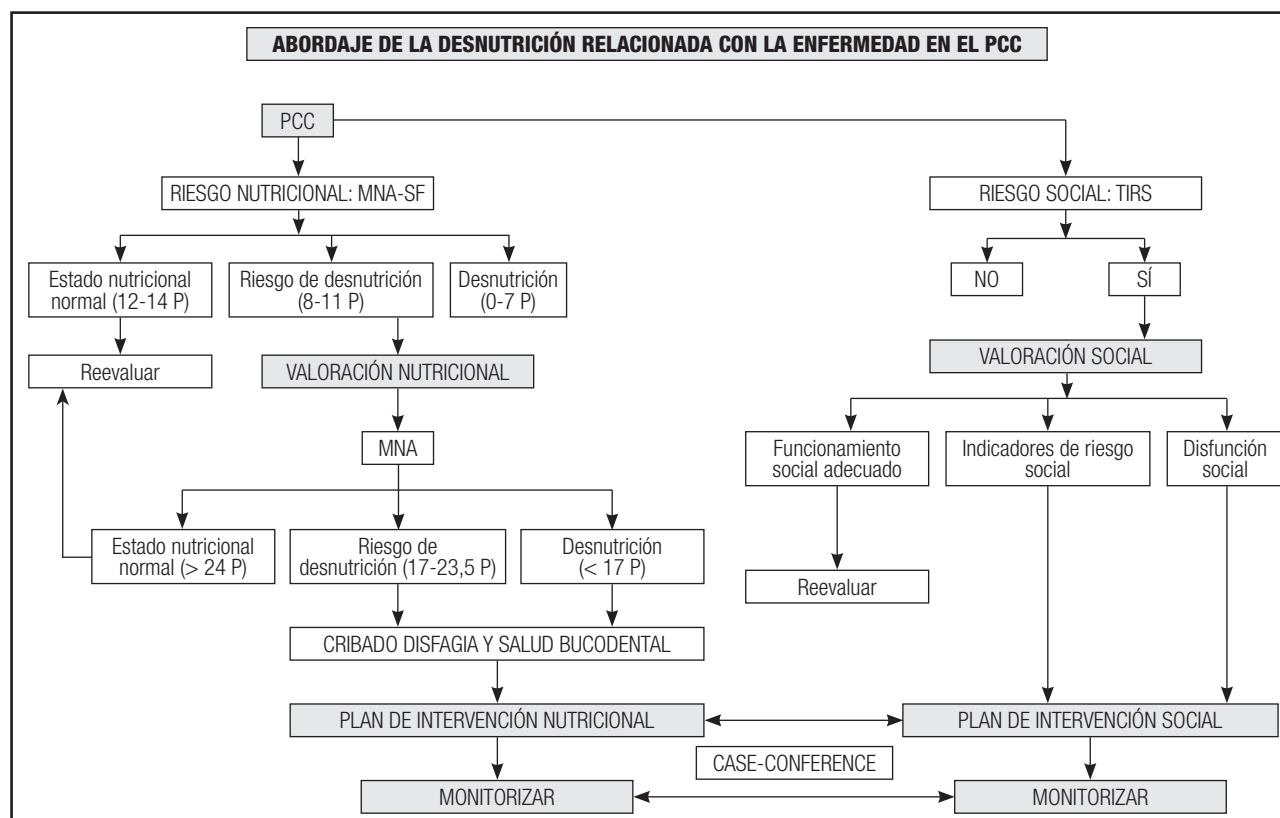 ABORDAJE DE LA DESNUTRICIÓN RELACIONADA CON LA ENFERMEDAD EN EL PCC
PCC
RIESGO NUTRICIONAL: MNA-SF
RIESGO SOCIAL: TIRS
Estado nutricional
normal (12-14 P)
Riesgo de desnutrición
(8-11 P)
Desnutrición
(0-7 P)
NO
SÍ
Reevaluar
VALORACIÓN NUTRICIONAL
VALORACIÓN SOCIAL
MNA
Funcionamiento
social adecuado
Indicadores de riesgo
social
Disfunción
social
Estado nutricional
normal (> 24 P)
Riesgo de
desnutrición (17-23,5 P)
Desnutrición
(< 17 P)
Reevaluar
CRIBADO DISFAGIA Y SALUD BUCODENTAL
PLAN DE INTERVENCIÓN NUTRICIONAL
PLAN DE INTERVENCIÓN SOCIAL
CASE-CONFERENCE
MONITORIZAR
MONITORIZAR